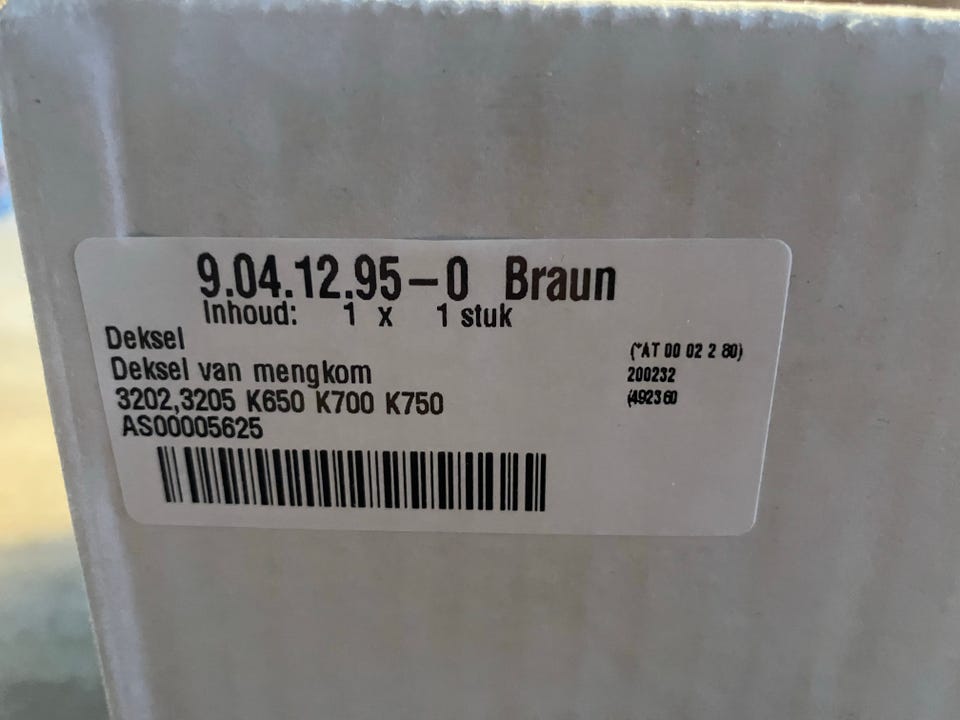 9.04.12.95-0 Braun
Inhoud: 1 x 1 stuk
Deksel
Deksel van mengkom
3202,3205 K650 K700 K750
AS00005625
(*AT 00 02 2 80)
200232
(492360